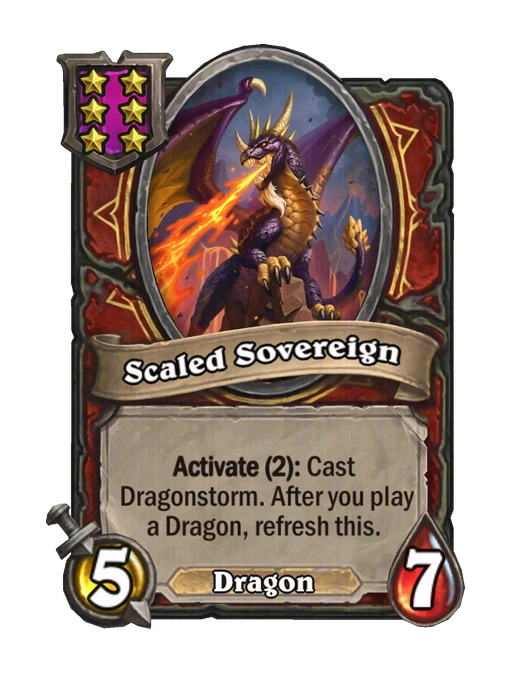 Scaled Sovereign
Activate (2): Cast
Dragonstorm. After you play
a Dragon, refresh this.
5
Dragon
7